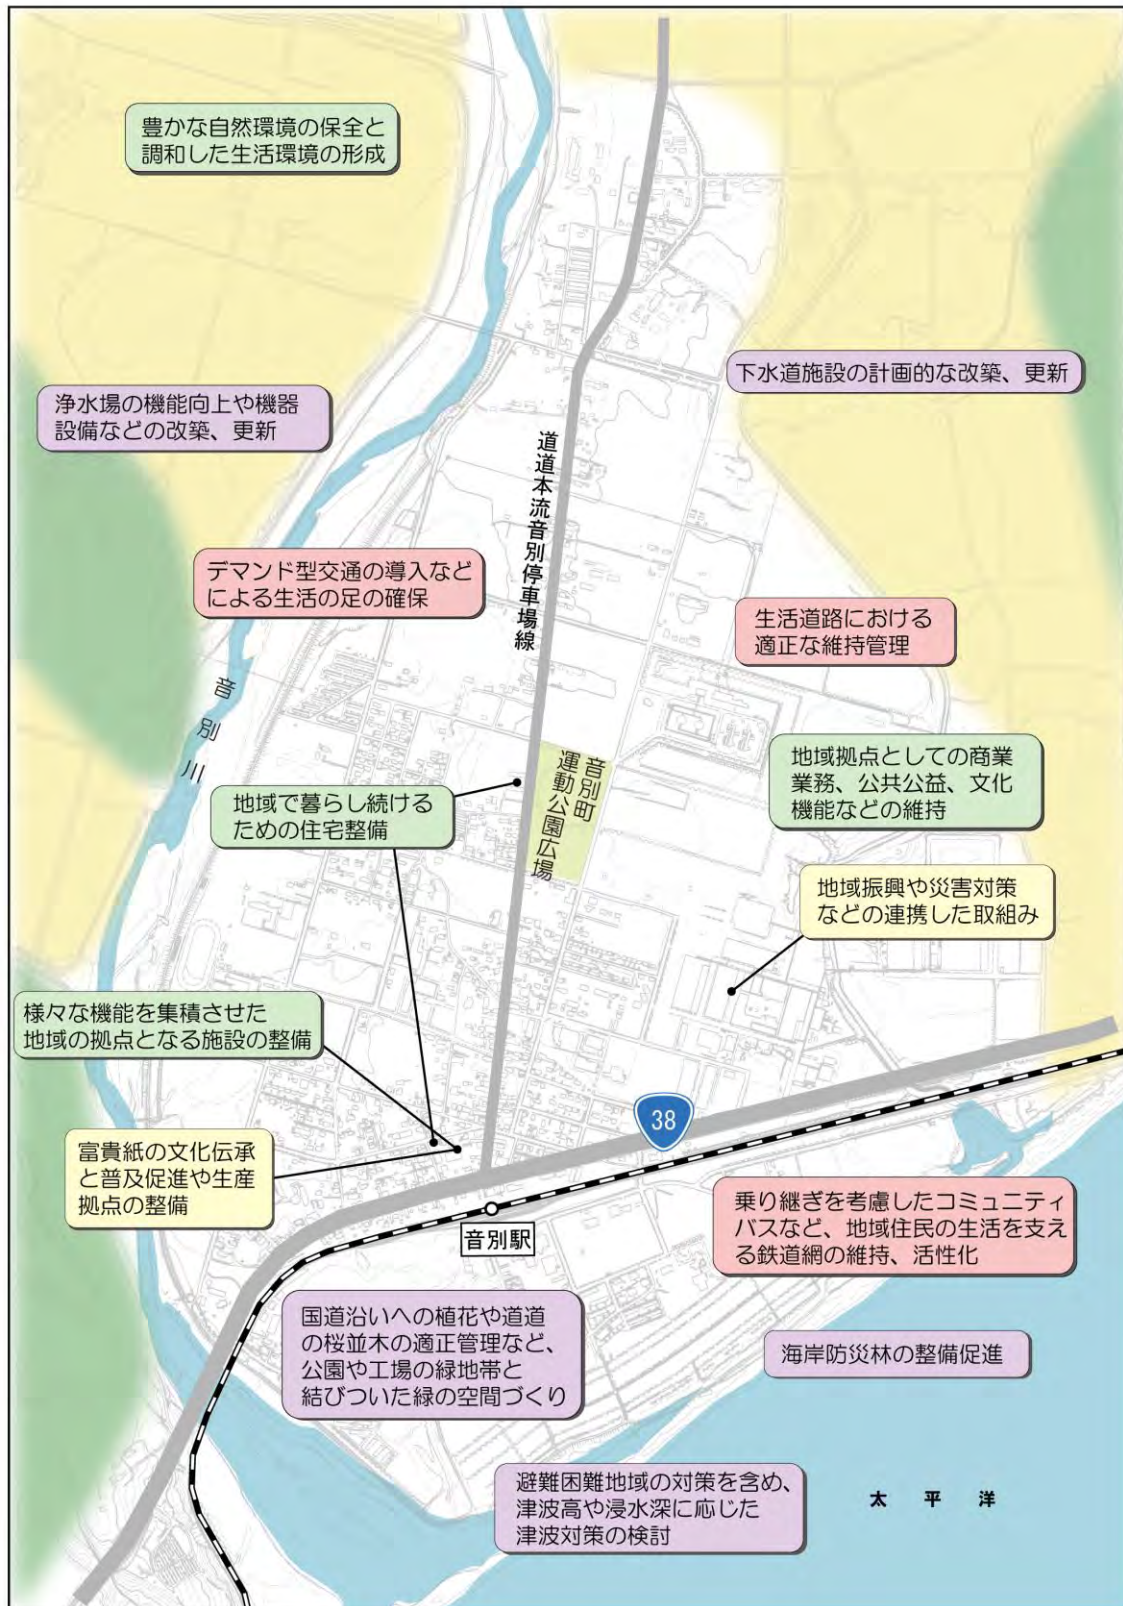 豊かな自然環境の保全と
調和した生活環境の形成
下水道施設の計画的な改築、更新
浄水場の機能向上や機器
設備などの改築、更新
道道本流音別停車場線
デマンド型交通の導入など
による生活の足の確保
生活道路における
適正な維持管理
音別川
地域拠点としての商業
業務、公共公益、文化
機能などの維持
音別町
運動公園広場
地域で暮らし続ける
ための住宅整備
地域振興や災害対策
などの連携した取組み
様々な機能を集積させた
地域の拠点となる施設の整備
38
富貴紙の文化伝承
と普及促進や生産
拠点の整備
音別駅
乗り継ぎを考慮したコミュニティ
バスなど、地域住民の生活を支え
る鉄道網の維持、活性化
国道沿いへの植花や道道
の桜並木の適正管理など、
公園や工場の緑地帯と
結びついた緑の空間づくり
海岸防災林の整備促進
避難困難地域の対策を含め、
津波高や浸水深に応じた
津波対策の検討
太平洋